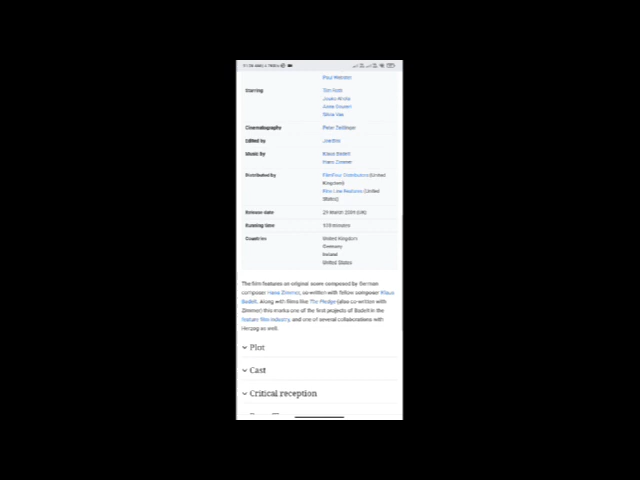 Starring
Tim Roth
Jouko Ahola
Anna Gourari
Cinematography
Peter Zeitlinger
Edited by
Joe Bini
Music by
Klaus Badelt
Hans Zimmer
Distributed by
FilmFour Distributors (United
Kingdom)
Fine Line Features (United
States)
Release date
Running time
minutes
Countries
United Kingdom
Germany
Ireland
United States
The film features an original score composed by German
composer Hans Zimmer, co-written with fellow composer Klaus
Badelt. Along with films like The Pledge (also co-written with
Zimmer) this marks one of the first projects of Badelt in the
feature film industry, and one of several collaborations with
Herzog as well.
Plot
Cast
Critical reception